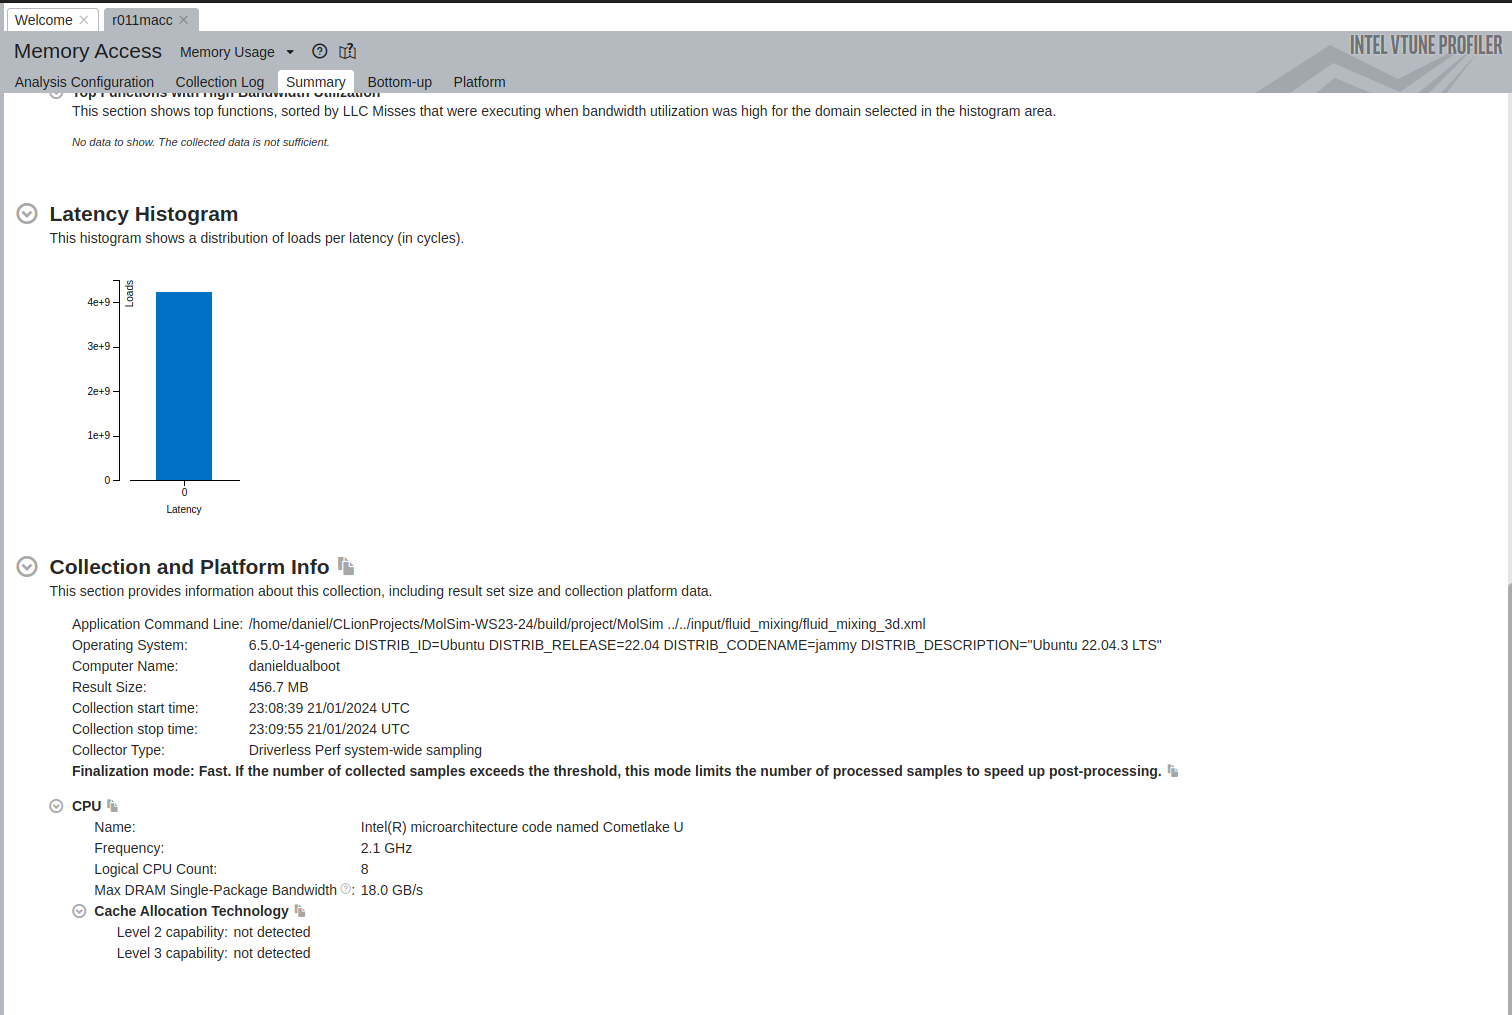 Welcome
r011macc
Memory Access
Memory Usage
INTEL VTUNE PROFILER
Analysis Configuration
Collection Log
Summary
Bottom-up
Platform
Top Functions with High Bandwidth Utilization
This section shows top functions, sorted by LLC Misses that were executing when bandwidth utilization was high for the domain selected in the histogram area.
No data to show. The collected data is not sufficient.
Latency Histogram
This histogram shows a distribution of loads per latency (in cycles).
Loads
4e+9
3e+9
2e+9
1e+9
0
0
Latency
Collection and Platform Info
This section provides information about this collection, including result set size and collection platform data.
Application Command Line: /home/daniel/CLionProjects/MolSim-WS23-24/build/project/MolSim ../../input/fluid_mixing/fluid_mixing_3d.xml
Operating System: 6.5.0-14-generic DISTRIB_ID=Ubuntu DISTRIB_RELEASE=22.04 DISTRIB_CODENAME=jammy DISTRIB_DESCRIPTION="Ubuntu 22.04.3 LTS"
Computer Name: danieldualboot
Result Size: 456.7 MB
Collection start time: 23:08:39 21/01/2024 UTC
Collection stop time: 23:09:55 21/01/2024 UTC
Collector Type: Driverless Perf system-wide sampling
Finalization mode: Fast. If the number of collected samples exceeds the threshold, this mode limits the number of processed samples to speed up post-processing.
CPU
Name: Intel(R) microarchitecture code named Cometlake U
Frequency: 2.1 GHz
Logical CPU Count: 8
Max DRAM Single-Package Bandwidth : 18.0 GB/s
Cache Allocation Technology
Level 2 capability: not detected
Level 3 capability: not detected